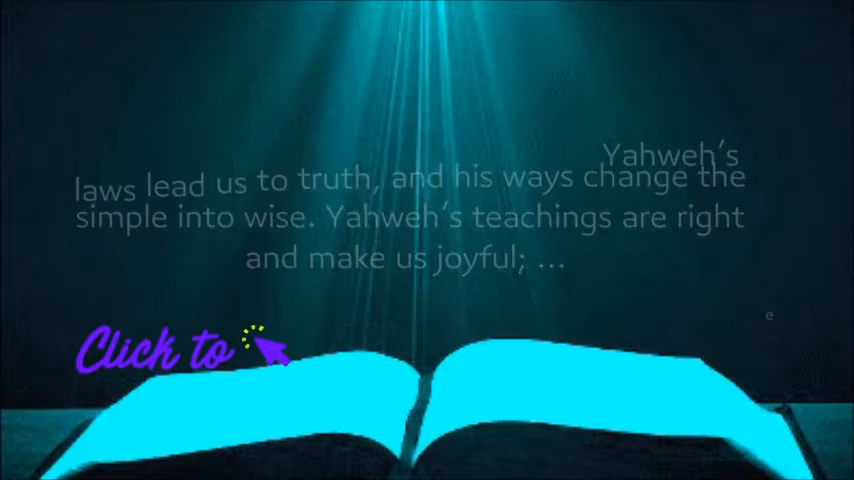 Yahweh's
laws lead us to truth, and his ways change the
simple into wise. Yahweh's teachings are right
and make us joyful; ...
e
Click to